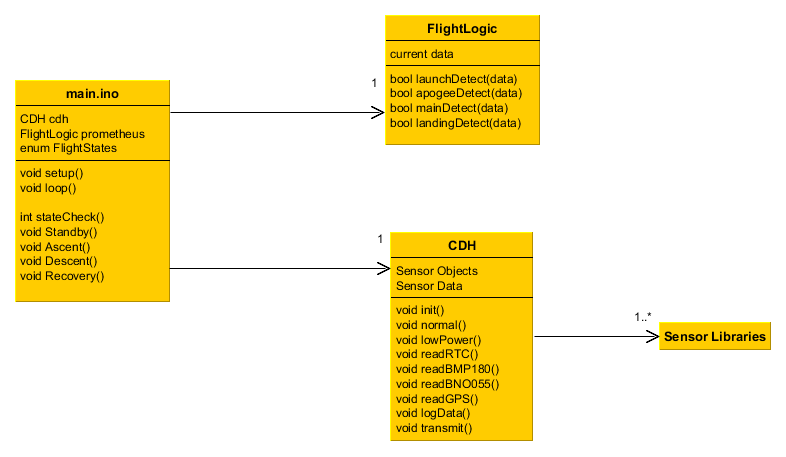 main.ino
CDH cdh
FlightLogic prometheus
enum FlightStates
void setup()
void loop()
int stateCheck()
void Standby()
void Ascent()
void Descent()
void Recovery()
1
FlightLogic
current data
bool launchDetect(data)
bool apogeeDetect(data)
bool mainDetect(data)
bool landingDetect(data)
1
CDH
Sensor Objects
Sensor Data
void init()
void normal()
void lowPower()
void readRTC()
void readBMP180()
void readBNO055()
void readGPS()
void logData()
void transmit()
1..*
Sensor Libraries